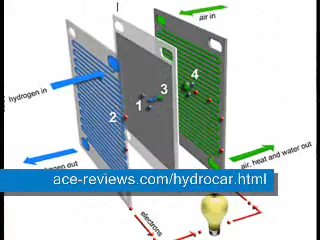 air in
hydrogen in
3
4
1
2
air, heat and water out
ace-reviews.com/hydrocar.html
electrons